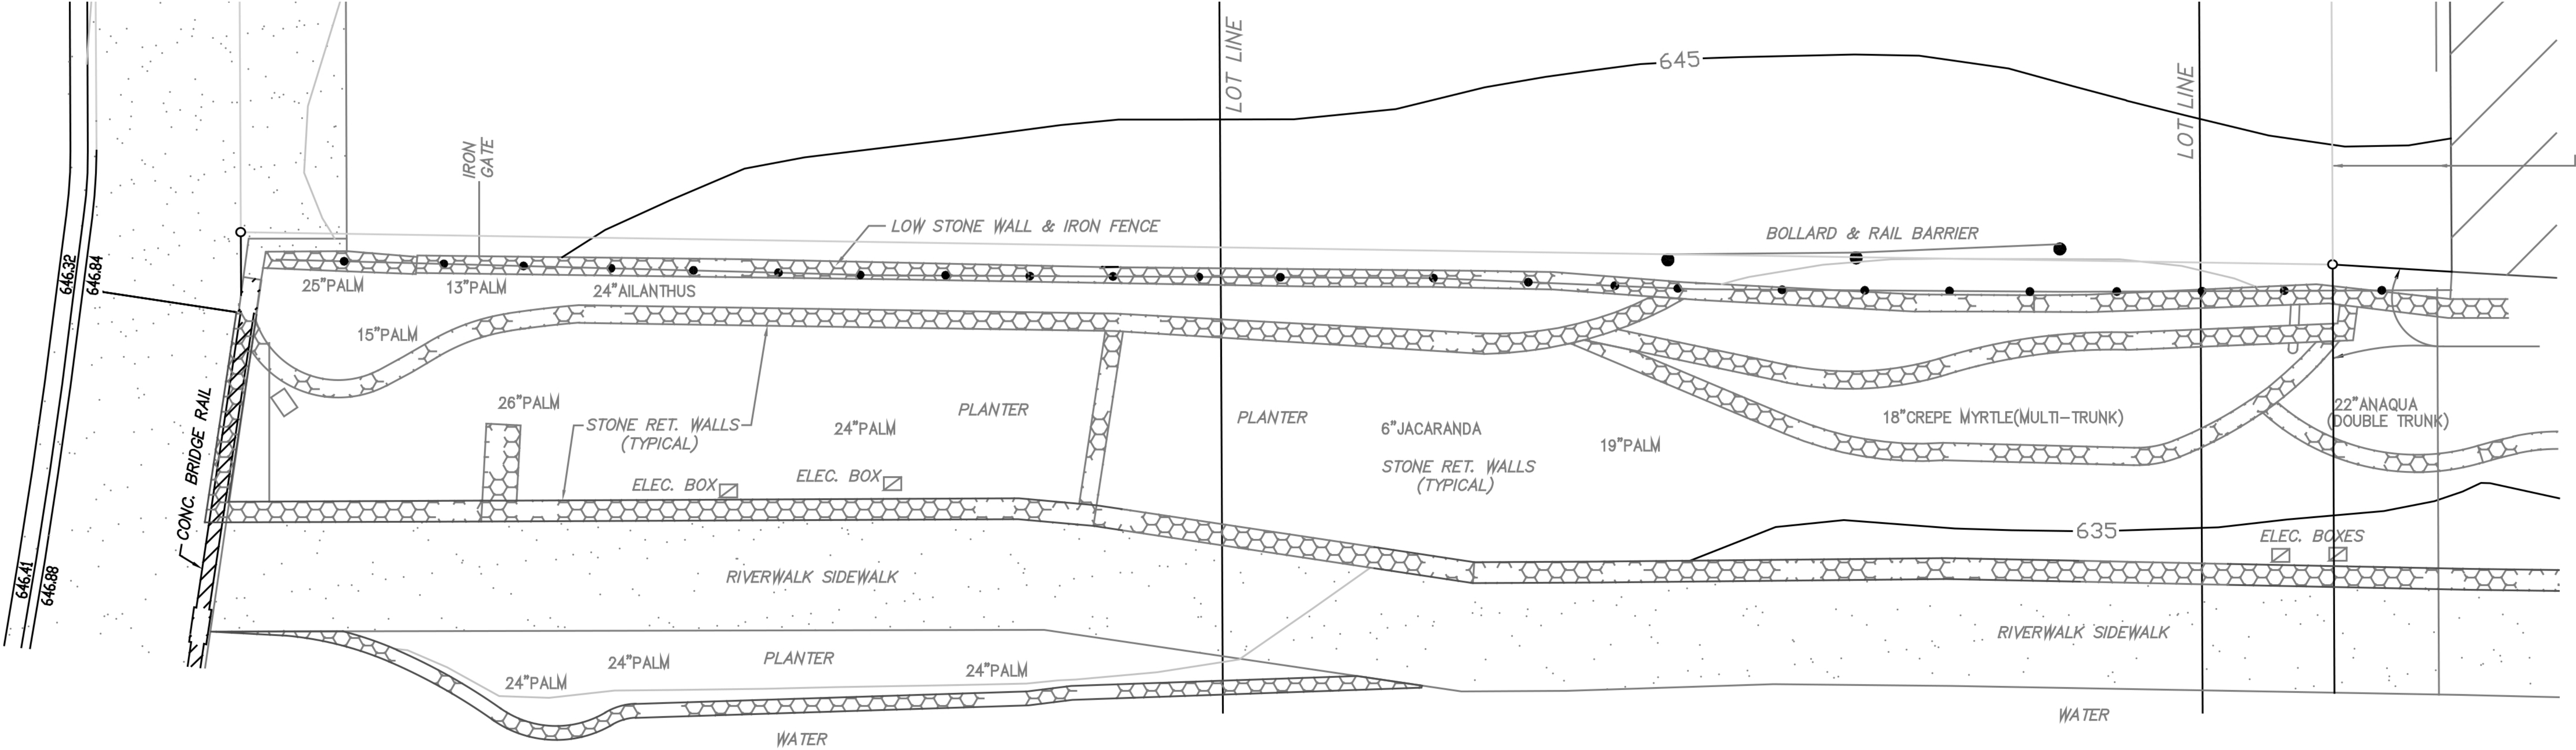 LOT LINE
645
LOT LINE
IRON
GATE
LOW STONE WALL & IRON FENCE
BOLLARD & RAIL BARRIER
646.32
646.84
25"PALM
13"PALM
24"AILANTHUS
15"PALM
CONC. BRIDGE RAIL
26"PALM
STONE RET. WALLS
(TYPICAL)
24"PALM
PLANTER
PLANTER
6"JACARANDA
19"PALM
18"CREPE MYRTLE(MULTI-TRUNK)
22"ANAQUA
(DOUBLE TRUNK)
STONE RET. WALLS
(TYPICAL)
ELEC. BOX
ELEC. BOX
635
ELEC. BOXES
646.41
646.88
RIVERWALK SIDEWALK
RIVERWALK SIDEWALK
24"PALM
24"PALM
PLANTER
24"PALM
WATER
WATER